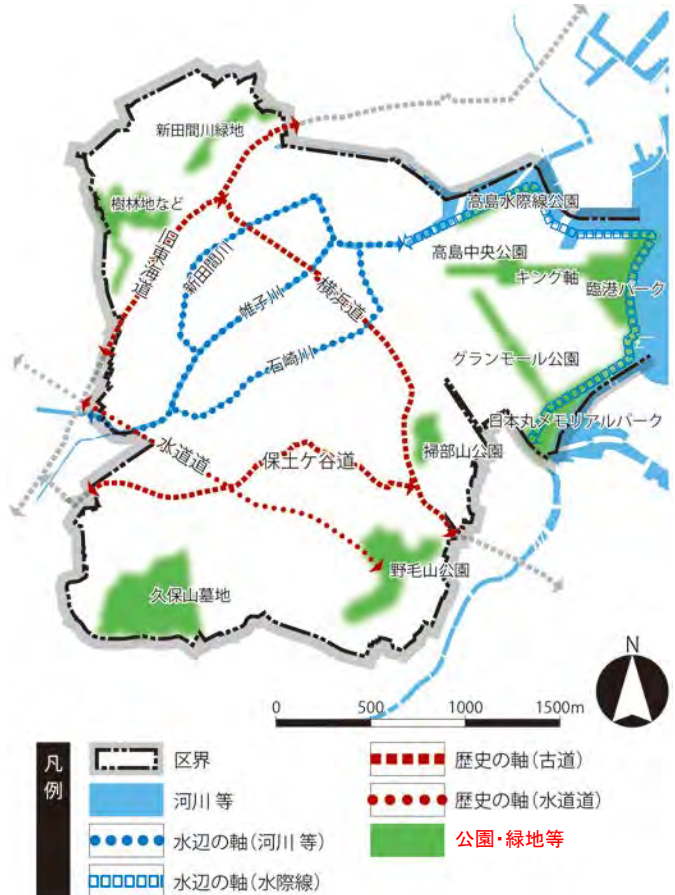 新田間川緑地
樹林地など
旧東海道
新田間川
帷子川
石崎川
横浜道
高島水際線公園
高島中央公園
キング軸
臨港パーク
グランモール公園
日本丸メモリアルパーク
掃部山公園
水道道
保土ケ谷道
野毛山公園
久保山墓地
N
0 500 1000 1500m
凡例
区界
河川 等
水辺の軸(河川 等)
水辺の軸(水際線)
歴史の軸(古道)
歴史の軸(水道道)
公園・緑地等